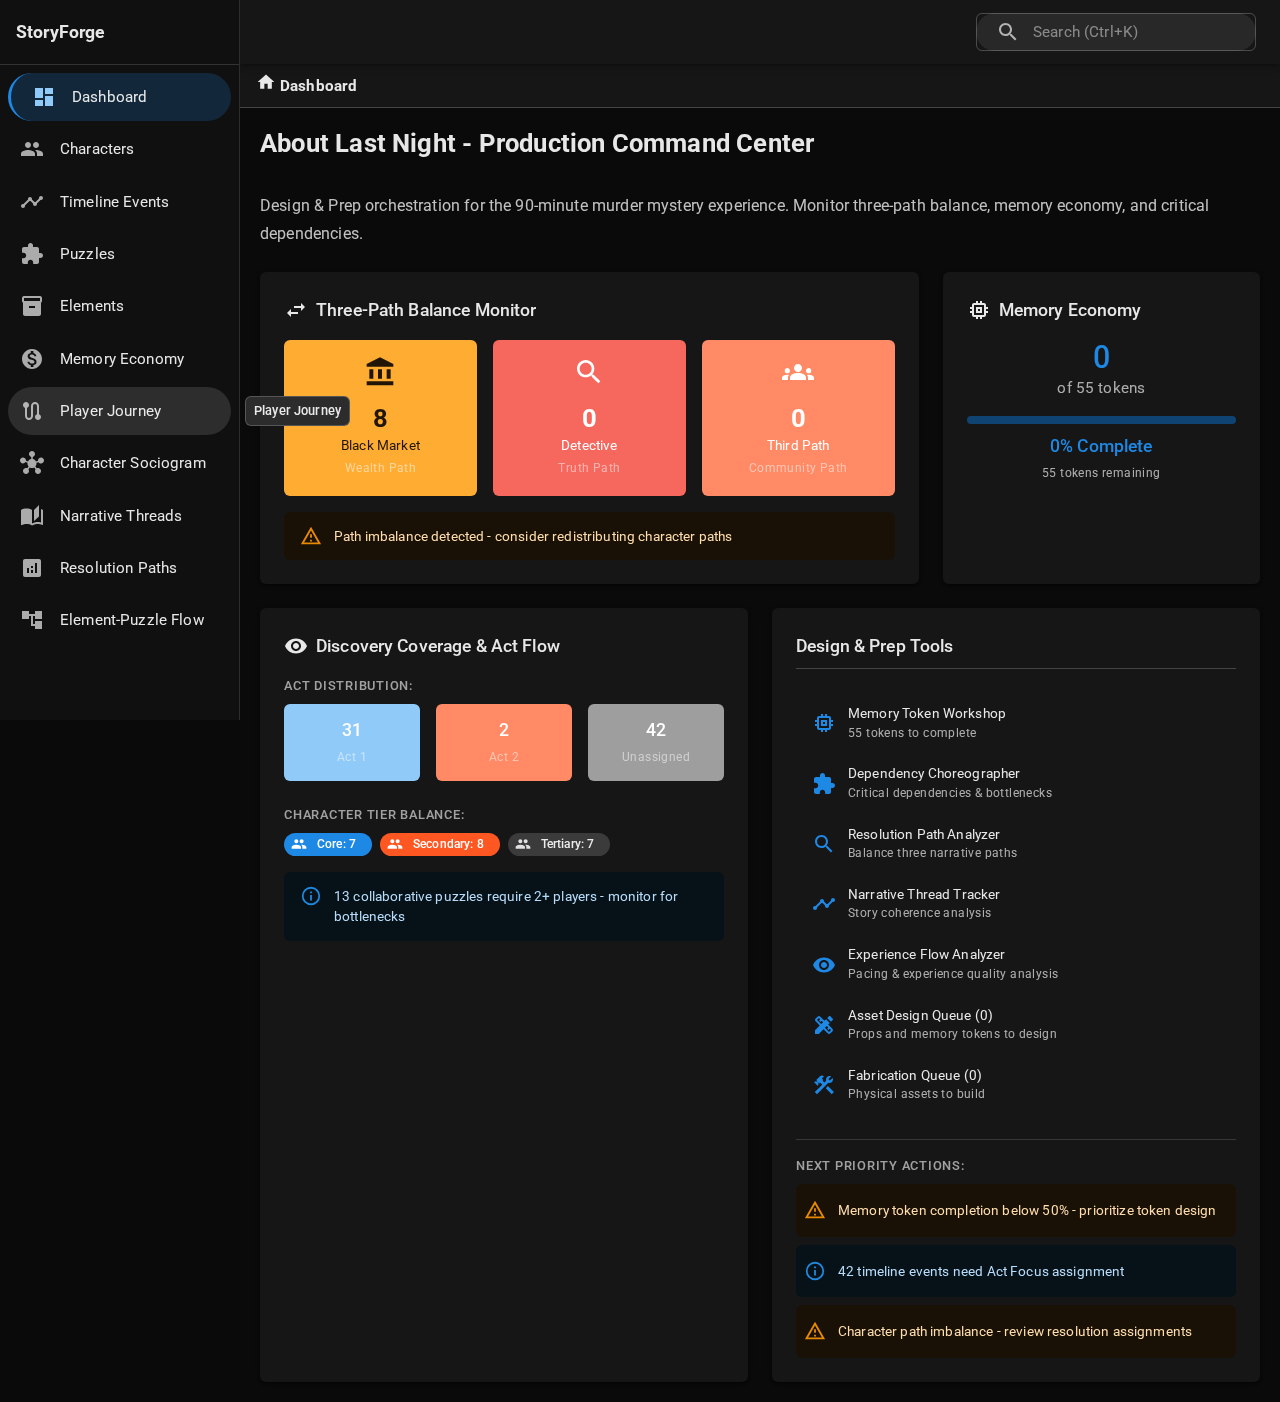 StoryForge
Search (Ctrl+K)
Dashboard
Characters
Timeline Events
Puzzles
Elements
Memory Economy
Player Journey
Character Sociogram
Narrative Threads
Resolution Paths
Element-Puzzle Flow
Player Journey
Dashboard
About Last Night - Production Command Center
Design & Prep orchestration for the 90-minute murder mystery experience. Monitor three-path balance, memory economy, and critical
dependencies.
Three-Path Balance Monitor
8
Black Market
Wealth Path
0
Detective
Truth Path
0
Third Path
Community Path
Path imbalance detected - consider redistributing character paths
Memory Economy
0
of 55 tokens
0% Complete
55 tokens remaining
Discovery Coverage & Act Flow
ACT DISTRIBUTION:
31
Act 1
2
Act 2
42
Unassigned
CHARACTER TIER BALANCE:
Core: 7
Secondary: 8
Tertiary: 7
13 collaborative puzzles require 2+ players - monitor for
bottlenecks
Design & Prep Tools
Memory Token Workshop
55 tokens to complete
Dependency Choreographer
Critical dependencies & bottlenecks
Resolution Path Analyzer
Balance three narrative paths
Narrative Thread Tracker
Story coherence analysis
Experience Flow Analyzer
Pacing & experience quality analysis
Asset Design Queue (0)
Props and memory tokens to design
Fabrication Queue (0)
Physical assets to build
NEXT PRIORITY ACTIONS:
Memory token completion below 50% - prioritize token design
42 timeline events need Act Focus assignment
Character path imbalance - review resolution assignments